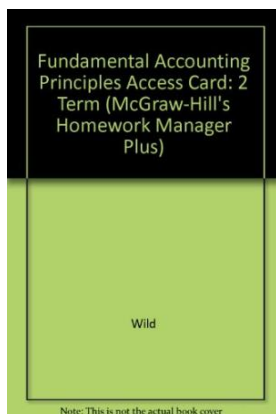 Fundamental Accounting
Principles Access Card: 2
Term (McGraw-Hill's
Homework Manager
Plus)
Wild
Note: This is not the actual book cover